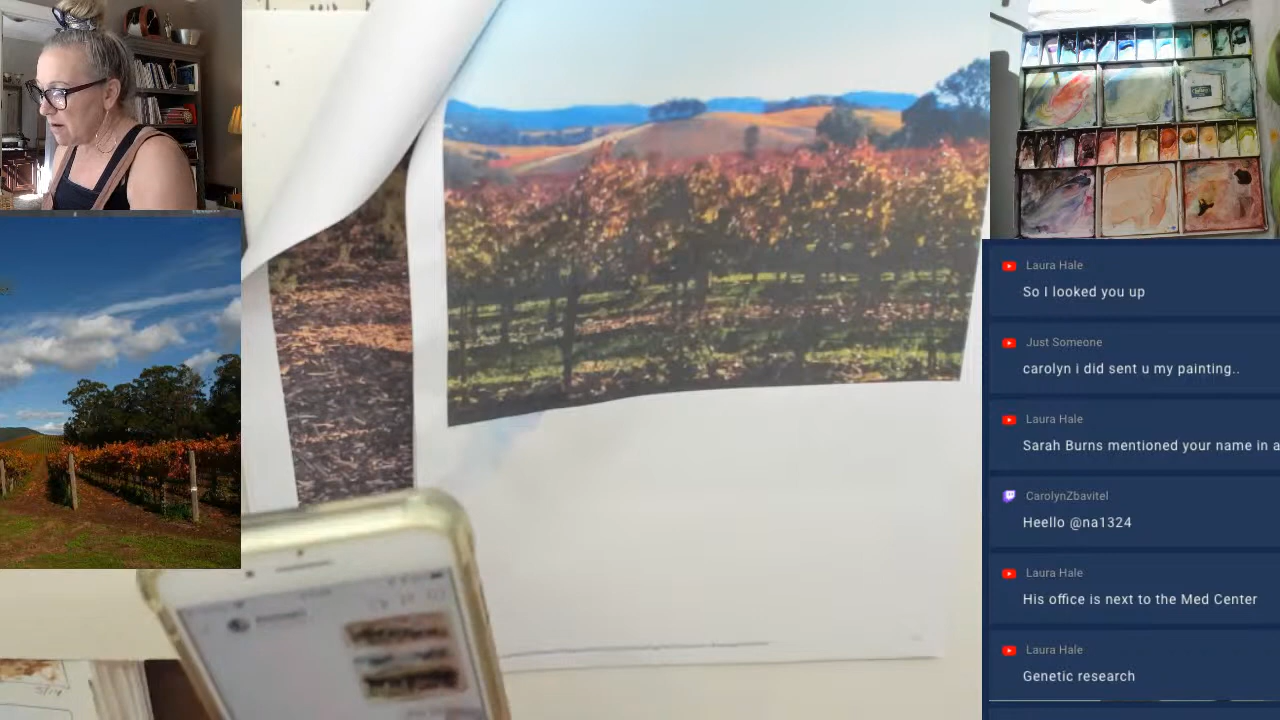 Laura Hale
So I looked you up
Just Someone
carolyn i did sent u my painting..
Laura Hale
Sarah Burns mentioned your name in a
CarolynZbavitel
Heello @na1324
Laura Hale
His office is next to the Med Center
Laura Hale
Genetic research